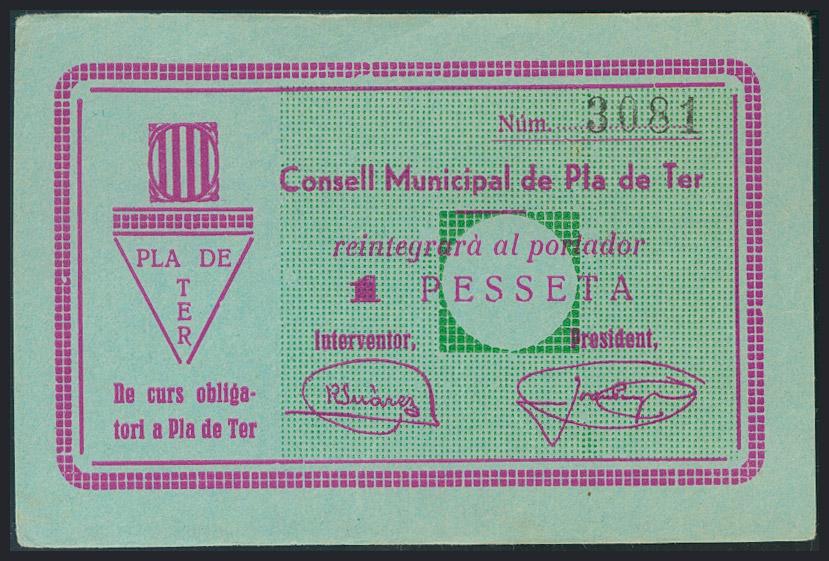 Núm. 3081
Consell Municipal de Pla de Ter
reintegrarà al portador
1 PESSETA
Interventor, President,
R Suàrez
PLA DE
T
E
R
De curs obliga-
tori a Pla de Ter